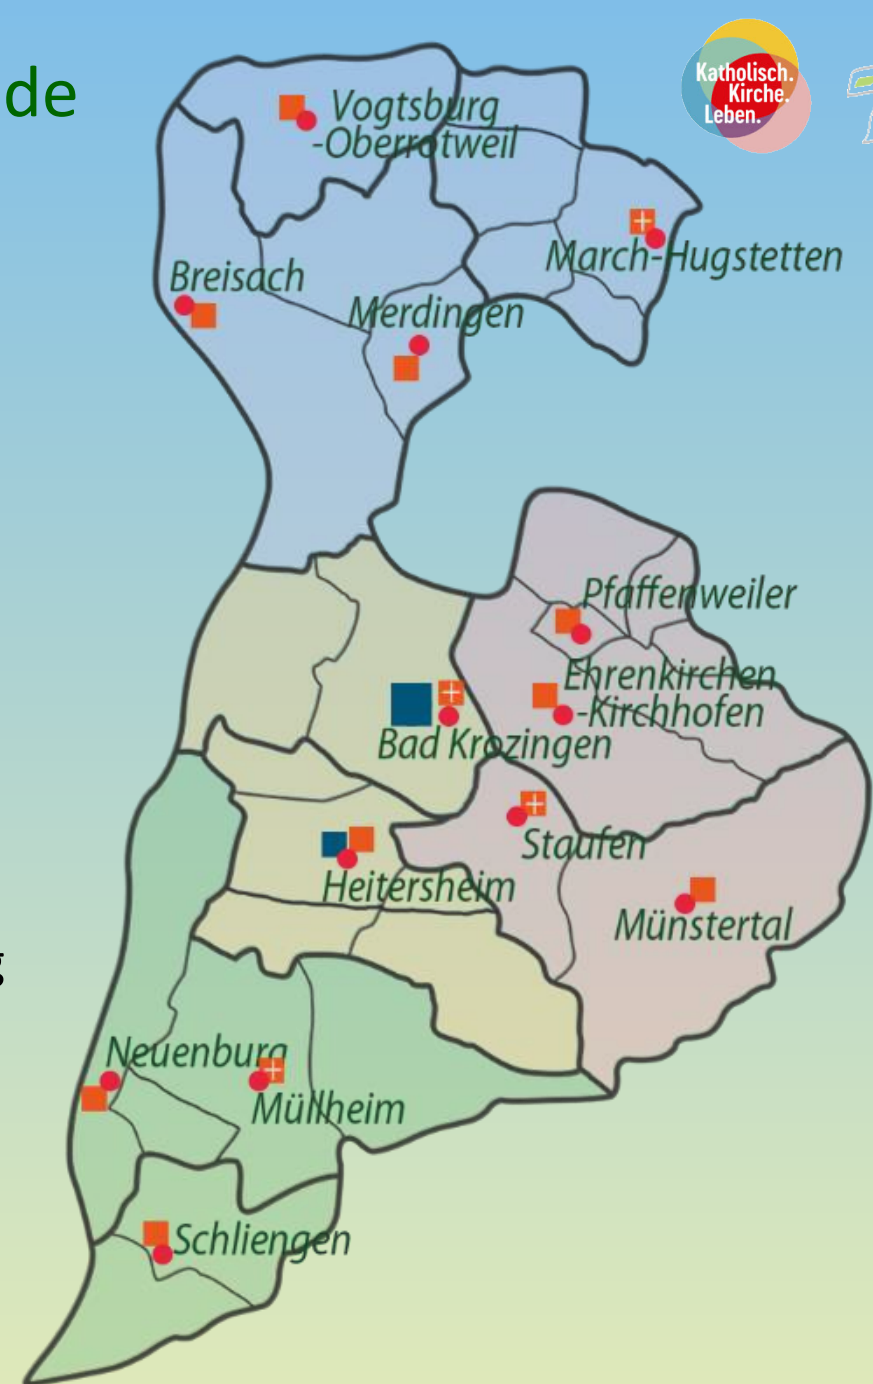 de
Katholisch.
Kirche.
Leben.
Vogtsburg
-Oberrotweil
March-Hugstetten
Breisach
Merdingen
Pfaffenweiler
Ehrenkirchen
-Kirchhofen
Bad Krozingen
Staufen
Heitersheim
Münstertal
g
Neuenburg
Müllheim
Schliengen